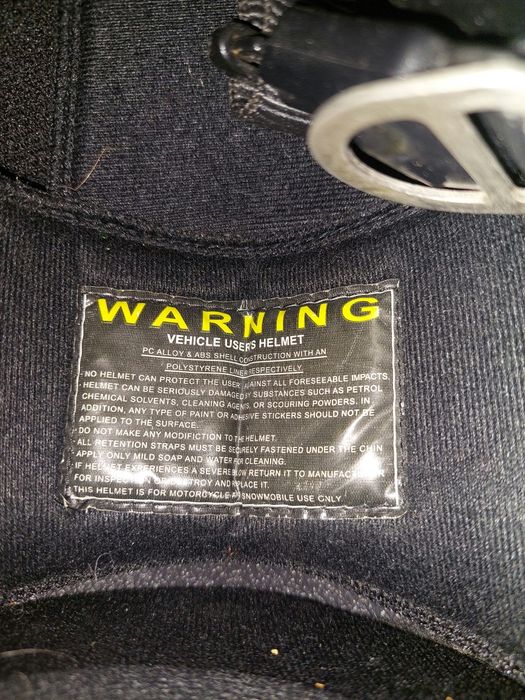 WARNING
VEHICLE USERS HELMET
PC ALLOY & ABS SHELL CONSTRUCTION WITH AN
POLYSTYRENE LINER RESPECTIVELY
· NO HELMET CAN PROTECT THE USER AGAINST ALL FORESEEABLE IMPACTS.
· HELMET CAN BE SERIOUSLY DAMAGED BY SUBSTANCES SUCH AS PETROL
CHEMICAL SOLVENTS, CLEANING AGENTS, OR SCOURING POWDERS. IN
ADDITION, ANY TYPE OF PAINT OR ADHESIVE STICKERS SHOULD NOT BE
APPLIED TO THE SURFACE.
· DO NOT MAKE ANY MODIFICTION TO THE HELMET.
· ALL RETENTION STRAPS MUST BE SECURELY FASTENED UNDER THE CHIN
· APPLY ONLY MILD SOAP AND WATER FOR CLEANING.
· IF HELMET EXPERIENCES A SEVERE BLOW RETURN IT TO MANUFACTURER
FOR INSPECTION OR DESTROY AND REPLACE IT.
· THIS HELMET IS FOR MOTORCYCLE AND SNOWMOBILE USE ONLY